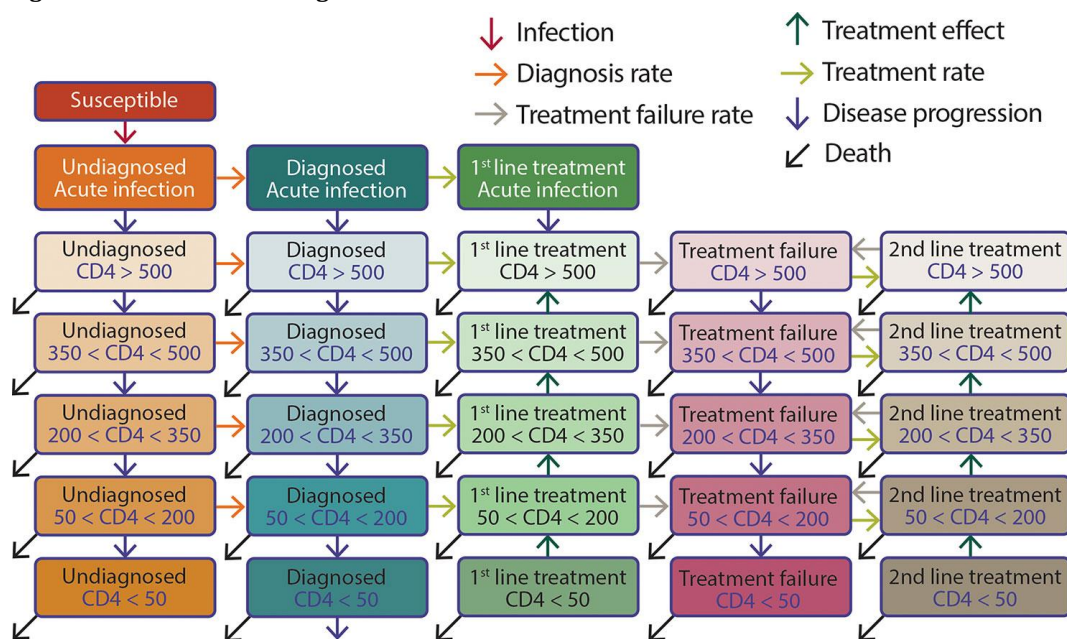 Infection
Diagnosis rate
Treatment failure rate
Treatment effect
Treatment rate
Disease progression
Death
Susceptible
Undiagnosed
Acute infection
Diagnosed
Acute infection
1st line treatment
Acute infection
Undiagnosed
CD4 > 500
Diagnosed
CD4 > 500
1st line treatment
CD4 > 500
Treatment failure
CD4 > 500
2nd line treatment
CD4 > 500
Undiagnosed
350 < CD4 < 500
Diagnosed
350 < CD4 < 500
1st line treatment
350 < CD4 < 500
Treatment failure
350 < CD4 < 500
2nd line treatment
350 < CD4 < 500
Undiagnosed
200 < CD4 < 350
Diagnosed
200 < CD4 < 350
1st line treatment
200 < CD4 < 350
Treatment failure
200 < CD4 < 350
2nd line treatment
200 < CD4 < 350
Undiagnosed
50 < CD4 < 200
Diagnosed
50 < CD4 < 200
1st line treatment
50 < CD4 < 200
Treatment failure
50 < CD4 < 200
2nd line treatment
50 < CD4 < 200
Undiagnosed
CD4 < 50
Diagnosed
CD4 < 50
1st line treatment
CD4 < 50
Treatment failure
CD4 < 50
2nd line treatment
CD4 < 50